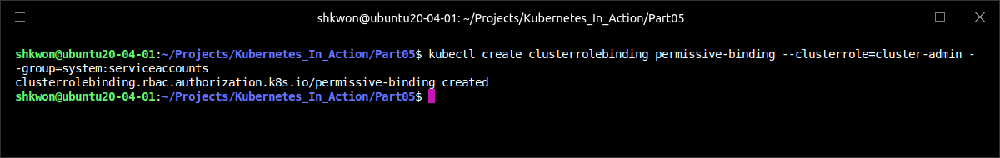 shkwon@ubuntu20-04-01: ~/Projects/Kubernetes_In_Action/Part05
shkwon@ubuntu20-04-01:~/Projects/Kubernetes_In_Action/Part05$ kubectl create clusterrolebinding permissive-binding --clusterrole=cluster-admin -
-group=system:serviceaccounts
clusterrolebinding.rbac.authorization.k8s.io/permissive-binding created
shkwon@ubuntu20-04-01:~/Projects/Kubernetes_In_Action/Part05$